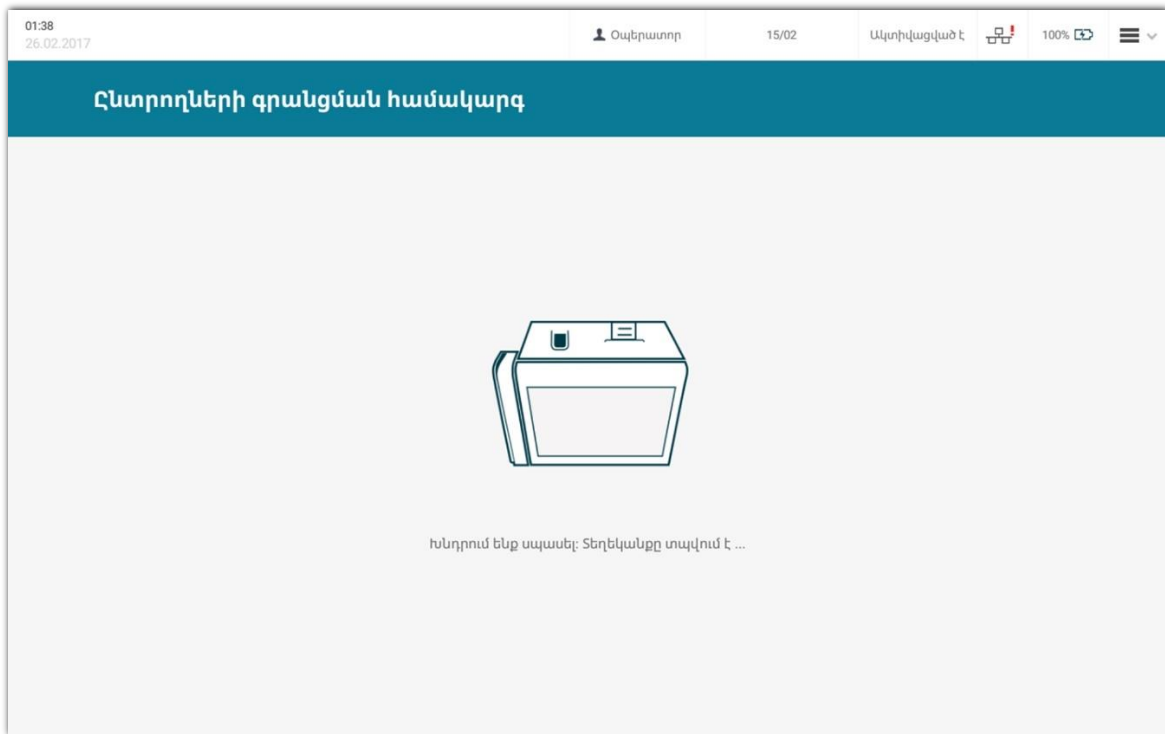 01:38
26.02.2017
Օպերատոր
15/02
Ակտիվացված է
100%
Ընտրողների գրանցման համակարգ
Խնդրում ենք սպասել: Տեղեկանքը տպվում է ...